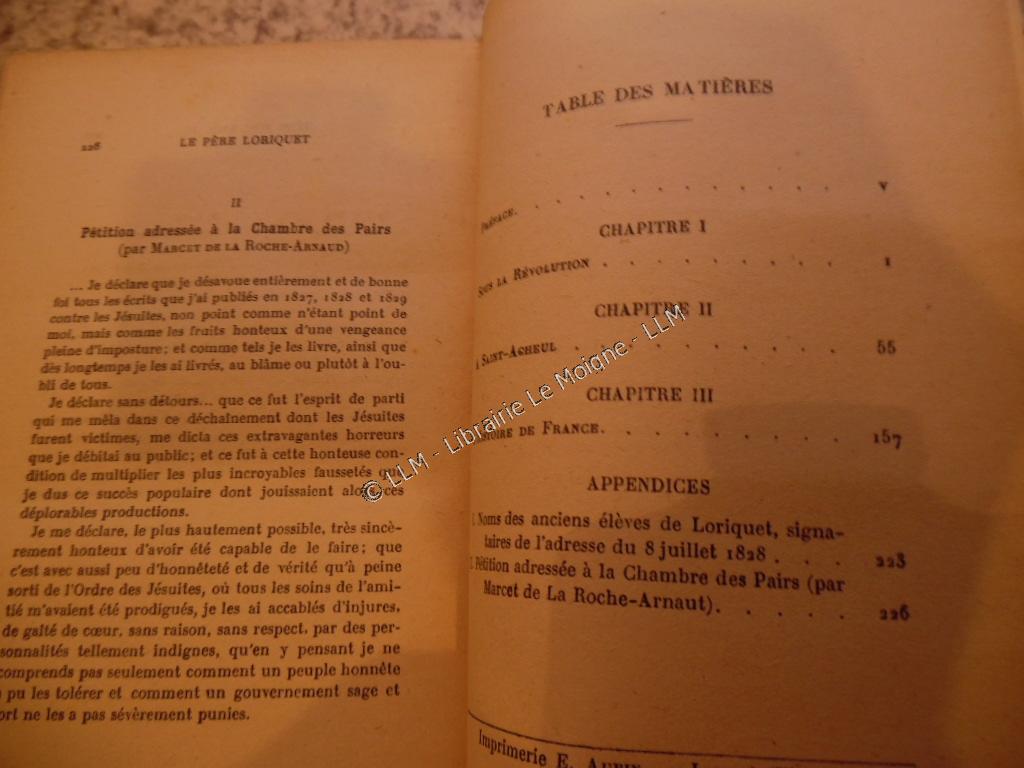 226 LE PÈRE LORIQUET
II
Pétition adressée à la Chambre des Pairs
(par MARCET DE LA ROCHE-ARNAUD)
... Je déclare que je désavoue entièrement et de bonne
foi tous les écrits que j'ai publiés en 1827, 1828 et 1829
contre les Jésuites, non point comme n'étant point de
moi, mais comme les fruits honteux d'une vengeance
pleine d'imposture; et comme tels je les livre, ainsi que
dès longtemps je les ai livrés, au blâme ou plutôt à l'ou-
bli de tous.
Je déclare sans détours... que ce fut l'esprit de parti
qui me mêla dans ce déchaînement dont les Jésuites
furent victimes, me dicta ces extravagantes horreurs
que je débitai au public; et ce fut à cette honteuse con-
dition de multiplier les plus incroyables faussetés que
je dus ce succès populaire dont jouissaient alors ces
déplorables productions.
Je me déclare, le plus hautement possible, très sincè-
rement honteux d'avoir été capable de le faire; que
c'est avec aussi peu d'honnêteté et de vérité qu'à peine
sorti de l'Ordre des Jésuites, où tous les soins de l'ami-
tié m'avaient été prodigués, je les ai accablés d'injures,
de gaîté de cœur, sans raison, sans respect, par des per-
sonnalités tellement indignes, qu'en y pensant je ne
comprends pas seulement comment un peuple honnête
a pu les tolérer et comment un gouvernement sage et
fort ne les a pas sévèrement punies.
TABLE DES MATIÈRES
PRÉFACE. . . . . . . . . . . . V
CHAPITRE I
SOUS LA RÉVOLUTION . . . . . . . . 1
CHAPITRE II
A SAINT-ACHEUL . . . . . . . . . 55
CHAPITRE III
HISTOIRE DE FRANCE. . . . . . . . 157
APPENDICES
I. Noms des anciens élèves de Loriquet, signa-
taires de l'adresse du 8 juillet 1828 . . . 223
2. Pétition adressée à la Chambre des Pairs (par
Marcet de La Roche-Arnaut). . . . . 226
Imprimerie E. AUBIN
© LLM - Librairie Le Moigne - LLM